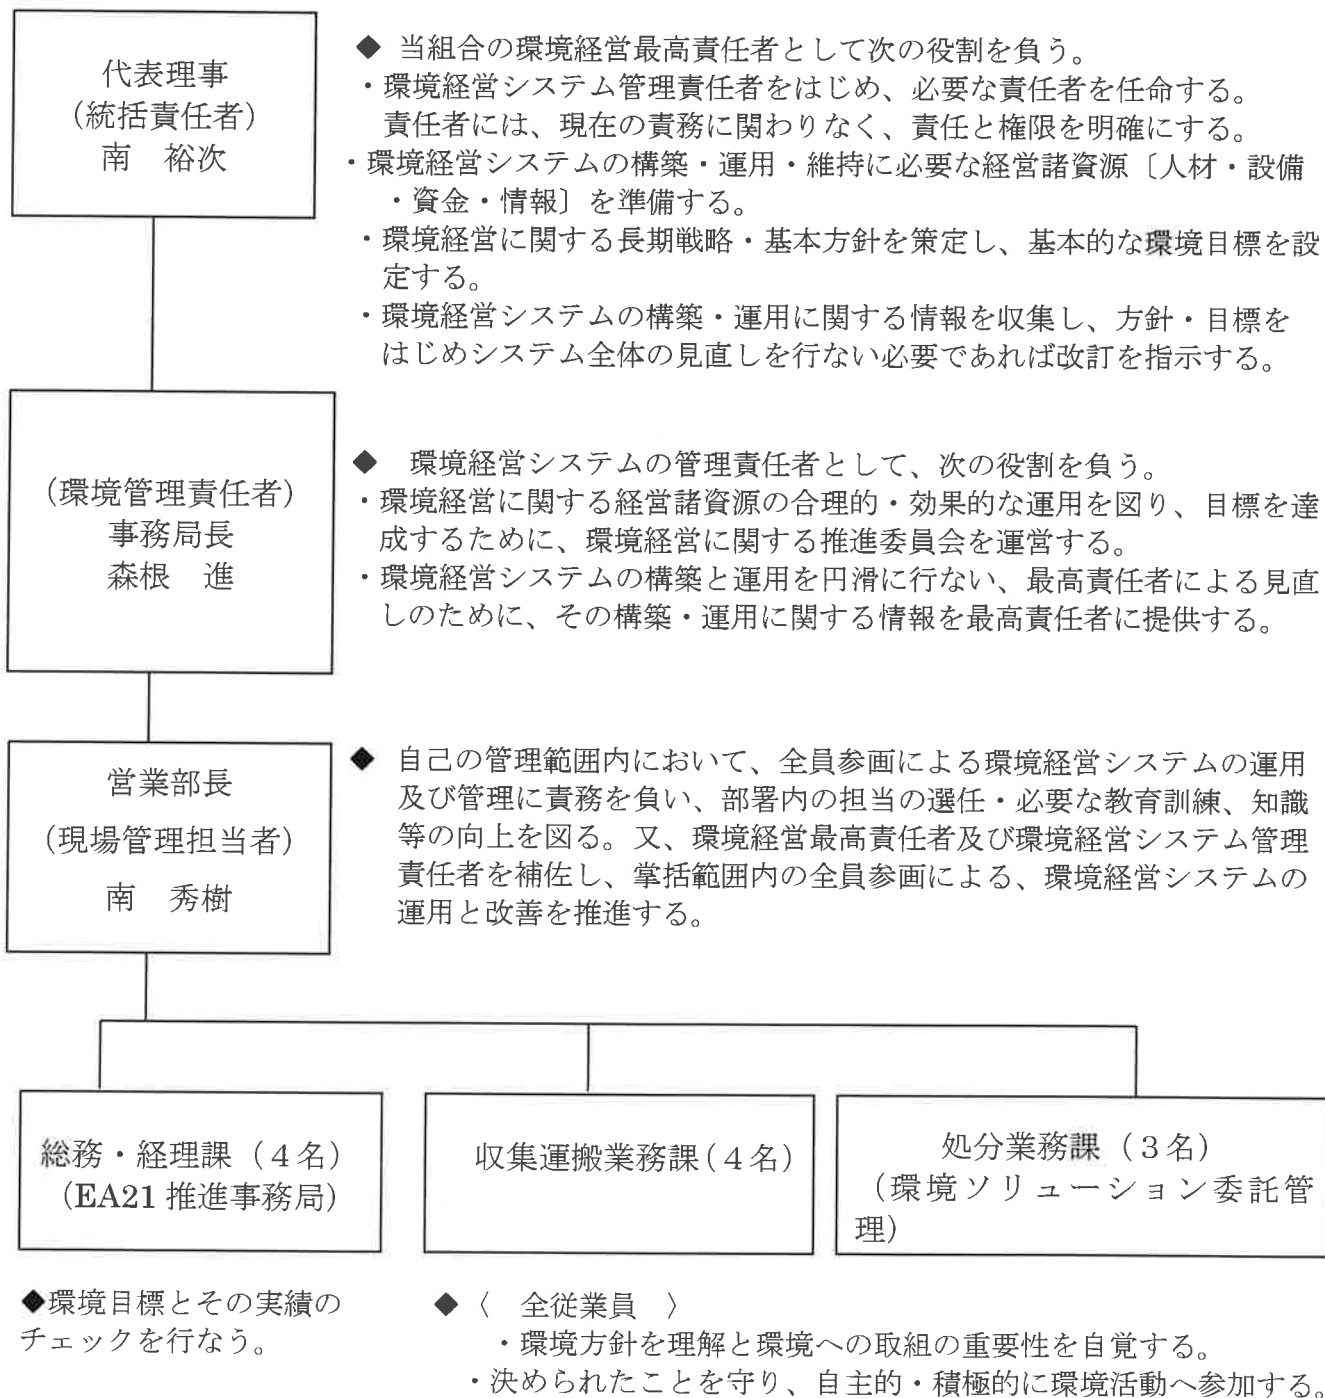 代表理事
（統括責任者）
南　裕次
◆ 当組合の環境経営最高責任者として次の役割を負う。
・環境経営システム管理責任者をはじめ、必要な責任者を任命する。
責任者には、現在の責務に関わりなく、責任と権限を明確にする。
・環境経営システムの構築・運用・維持に必要な経営諸資源〔人材・設備
・資金・情報〕を準備する。
・環境経営に関する長期戦略・基本方針を策定し、基本的な環境目標を設
定する。
・環境経営システムの構築・運用に関する情報を収集し、方針・目標を
はじめシステム全体の見直しを行ない必要であれば改訂を指示する。
（環境管理責任者）
事務局長
森根　進
◆　環境経営システムの管理責任者として、次の役割を負う。
・環境経営に関する経営諸資源の合理的・効果的な運用を図り、目標を達
成するために、環境経営に関する推進委員会を運営する。
・環境経営システムの構築と運用を円滑に行ない、最高責任者による見直
しのために、その構築・運用に関する情報を最高責任者に提供する。
営業部長
（現場管理担当者）
南　秀樹
◆ 自己の管理範囲内において、全員参画による環境経営システムの運用
及び管理に責務を負い、部署内の担当の選任・必要な教育訓練、知識
等の向上を図る。又、環境経営最高責任者及び環境経営システム管理
責任者を補佐し、掌括範囲内の全員参画による、環境経営システムの
運用と改善を推進する。
総務・経理課（４名）
（EA21 推進事務局）
収集運搬業務課（４名）
処分業務課（３名）
（環境ソリューション委託管
理）
◆環境目標とその実績の
チェックを行なう。
◆〈　全従業員　〉
・環境方針を理解と環境への取組の重要性を自覚する。
・決められたことを守り、自主的・積極的に環境活動へ参加する。